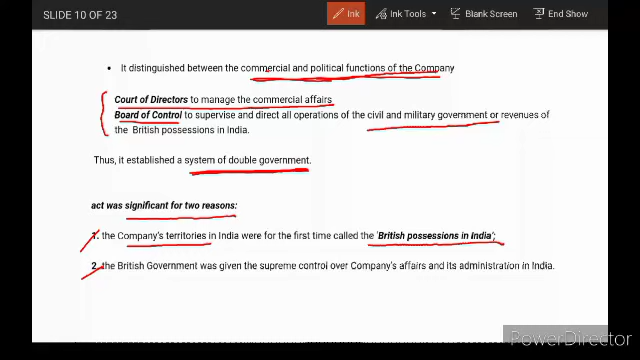 SLIDE 10 OF 23
Ink
Ink Tools
Blank Screen
End Show
• It distinguished between the commercial and political functions of the Company
Court of Directors to manage the commercial affairs
Board of Control to supervise and direct all operations of the civil and military government or revenues of
the British possessions in India.
Thus, it established a system of double government.
act was significant for two reasons:
1. the Company's territories in India were for the first time called the 'British possessions in India';
2. the British Government was given the supreme control over Company's affairs and its administration in India.
PowerDirector